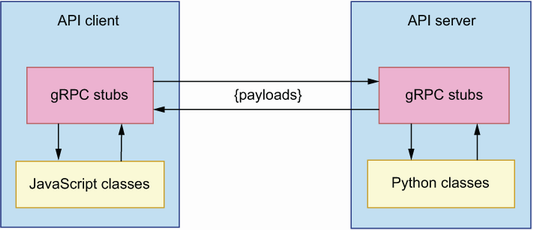 API client
API server
gRPC stubs
{payloads}
gRPC stubs
JavaScript classes
Python classes